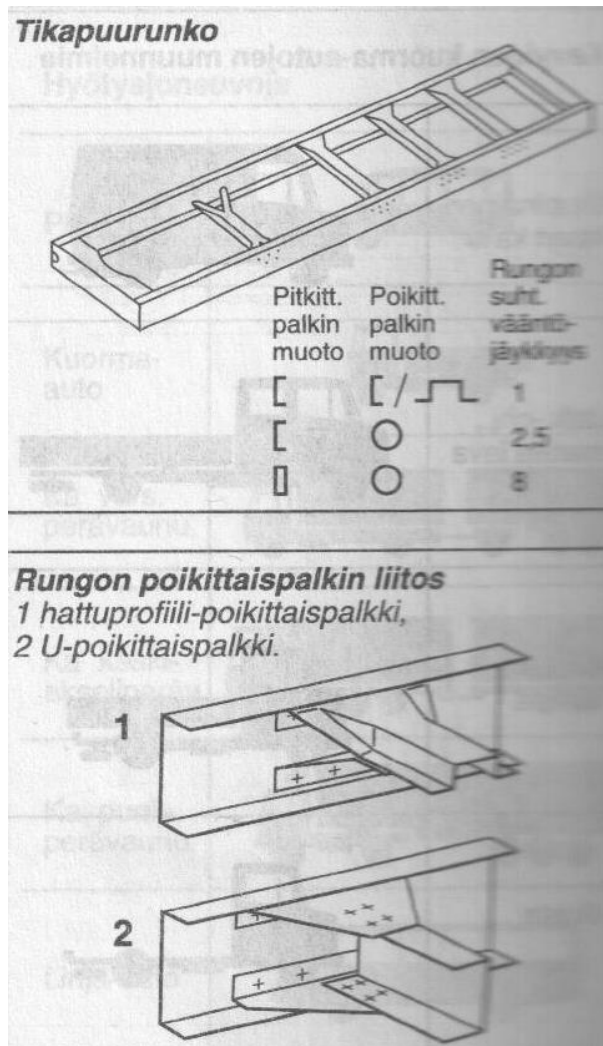 Tikapuurunko
Pitkitt. Poikitt. Rungon
palkin palkin suht.
muoto muoto vääntö-
jäykkyys
1
2,5
8
Rungon poikittaispalkin liitos
1 hattuprofiili-poikittaispalkki,
2 U-poikittaispalkki.
1
2